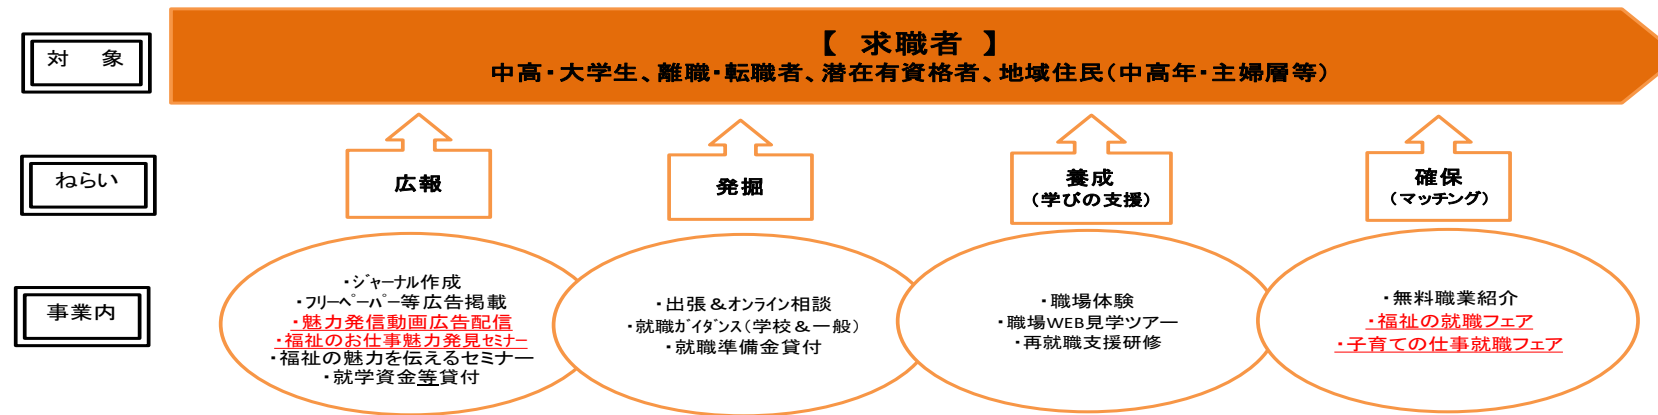 対　象
【 求職者 】
中高・大学生、離職・転職者、潜在有資格者、地域住民(中高年・主婦層等)
ねらい
広報
発掘
養成
(学びの支援)
確保
(マッチング)
事業内
・ジャーナル作成
・フリーペーパー等広告掲載
・魅力発信動画広告配信
・福祉のお仕事魅力発見セミナー
・福祉の魅力を伝えるセミナー
・就学資金等貸付
・出張＆オンライン相談
・就職ガイダンス(学校＆一般)
・就職準備金貸付
・職場体験
・職場WEB見学ツアー
・再就職支援研修
・無料職業紹介
・福祉の就職フェア
・子育ての仕事就職フェア